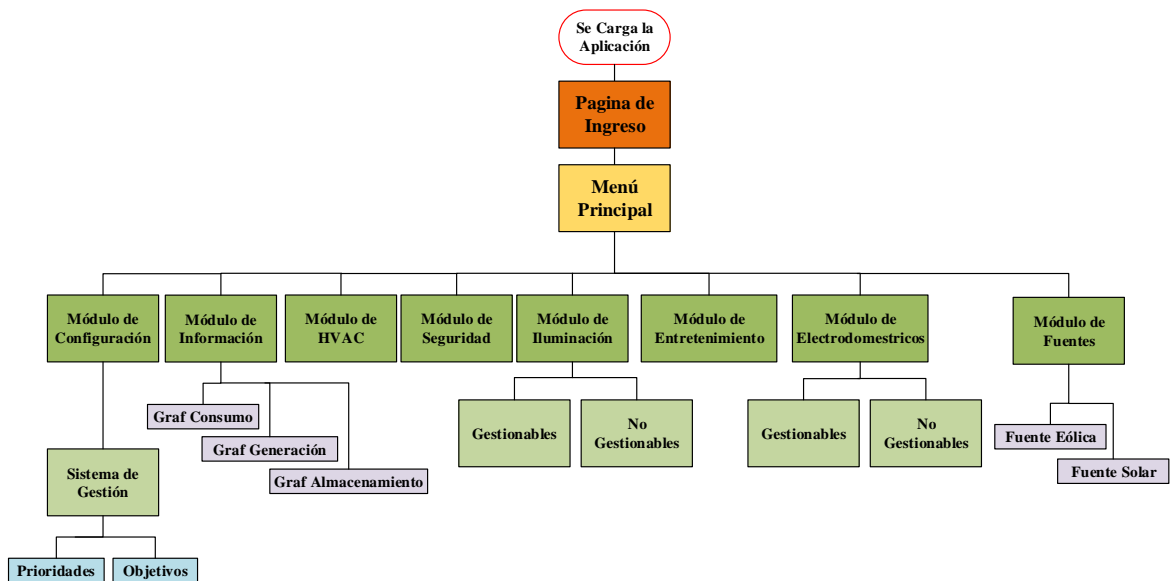 Se Carga la
Aplicación
Pagina de
Ingreso
Menú
Principal
Módulo de
Configuración
Módulo de
Información
Módulo de
HVAC
Módulo de
Seguridad
Módulo de
Iluminación
Módulo de
Entretenimiento
Módulo de
Electrodomestricos
Módulo de
Fuentes
Graf Consumo
Graf Generación
Graf Almacenamiento
Gestionables
No
Gestionables
Gestionables
No
Gestionables
Fuente Eólica
Fuente Solar
Sistema de
Gestión
Prioridades
Objetivos